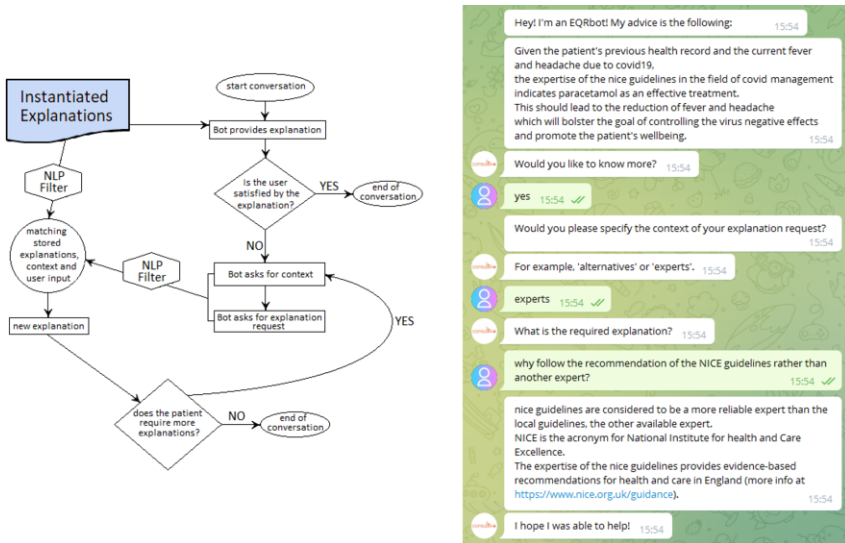 Instantiated
Explanations
start conversation
Bot provides explanation
Is the user
satisfied by the
explanation?
YES
end of
conversation
NLP
Filter
NO
matching
stored
explanations,
context and
user input
NLP
Filter
Bot asks for context
Bot asks for explanation
request
YES
new explanation
does the patient
require more
explanations?
NO
end of
conversation
Hey! I'm an EQRbot! My advice is the following:
15:54
Given the patient's previous health record and the current fever
and headache due to covid19,
the expertise of the nice guidelines in the field of covid management
indicates paracetamol as an effective treatment.
This should lead to the reduction of fever and headache
which will bolster the goal of controlling the virus negative effects
and promote the patient's wellbeing.
15:54
Would you like to know more? 15:54
yes 15:54
Would you please specify the context of your explanation request?
15:54
For example, 'alternatives' or 'experts'. 15:54
experts 15:54
What is the required explanation? 15:54
why follow the recommendation of the NICE guidelines rather than
another expert? 15:54
nice guidelines are considered to be a more reliable expert than the
local guidelines, the other available expert.
NICE is the acronym for National Institute for health and Care
Excellence.
The expertise of the nice guidelines provides evidence-based
recommendations for health and care in England (more info at
https://www.nice.org.uk/guidance). 15:54
I hope I was able to help! 15:54